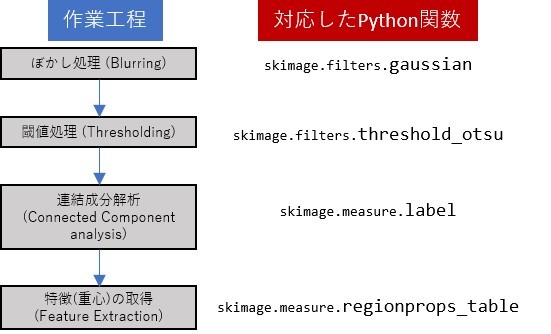 作業工程
対応したPython関数
ぼかし処理 (Blurring)
skimage.filters.gaussian
閾値処理 (Thresholding)
skimage.filters.threshold_otsu
連結成分解析
(Connected Component
analysis)
skimage.measure.label
特徴(重心)の取得
(Feature Extraction)
skimage.measure.regionprops_table